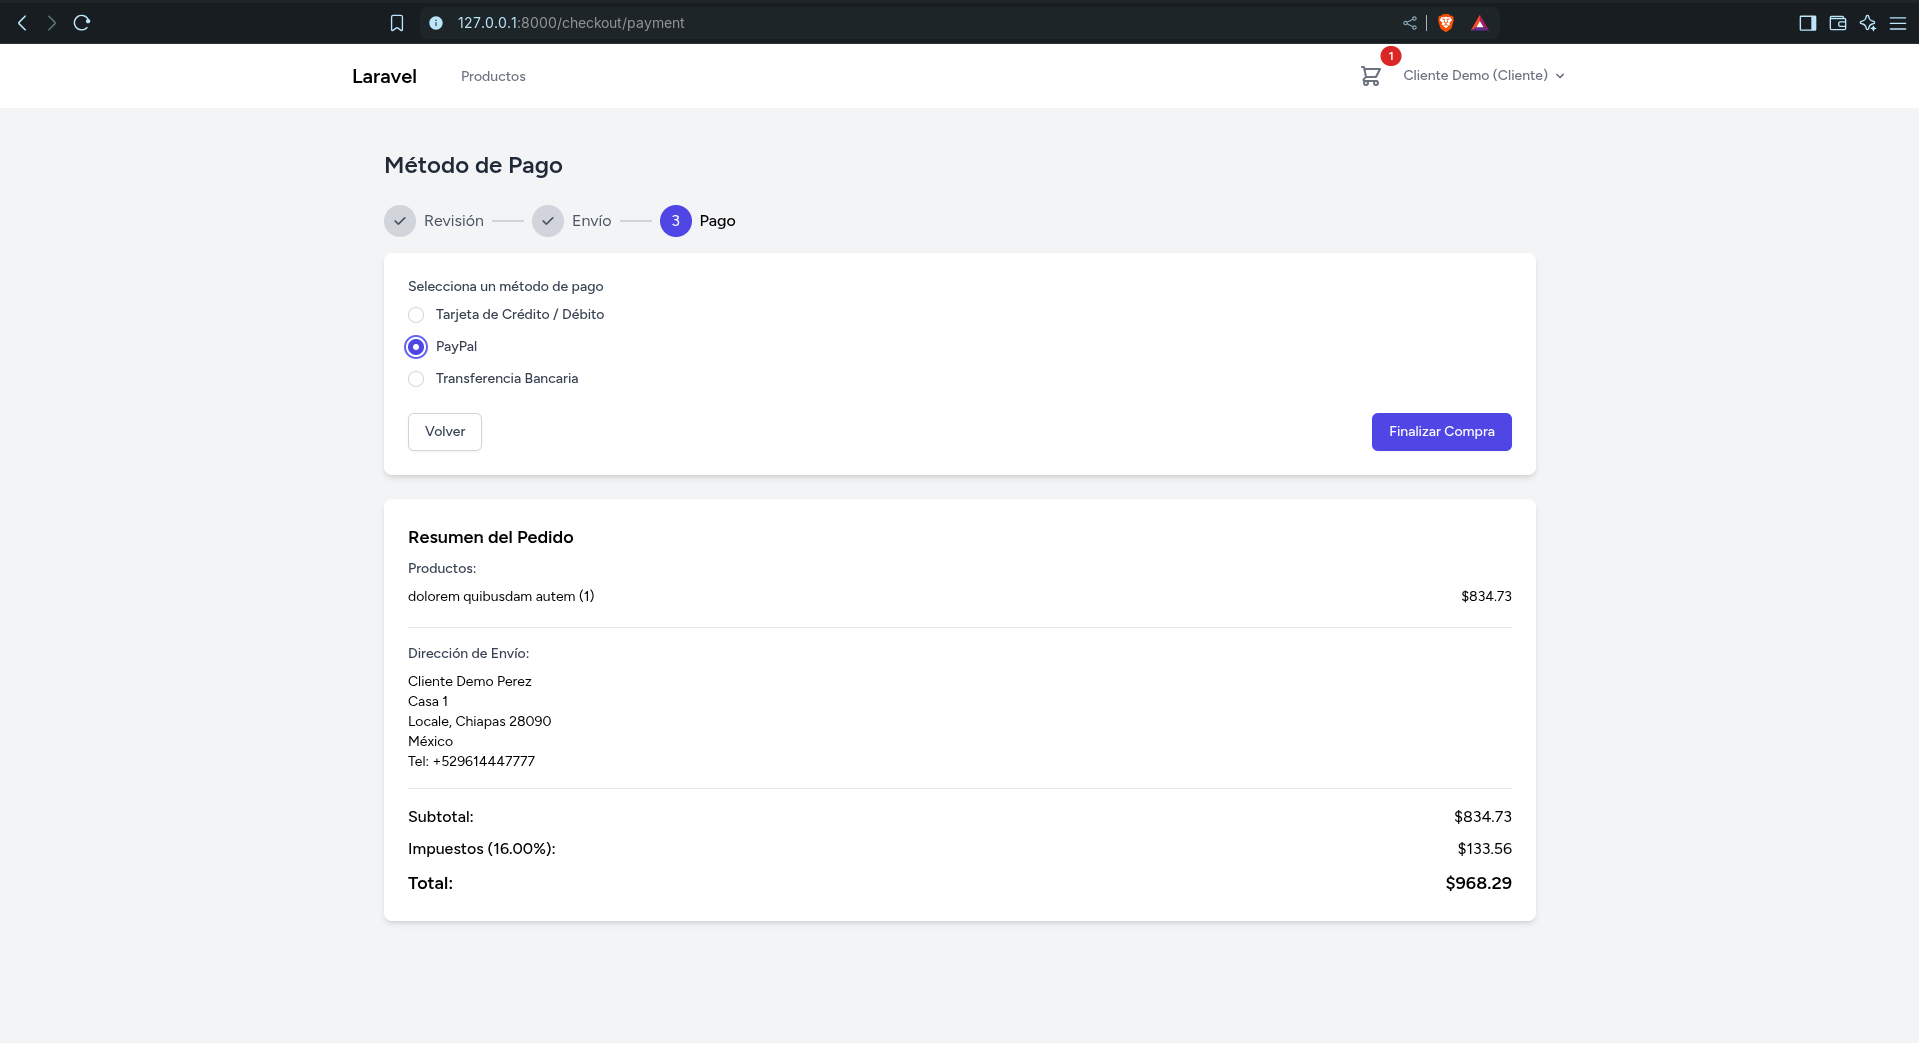 127.0.0.1:8000/checkout/payment
Laravel
Productos
1
Cliente Demo (Cliente)
Método de Pago
Revisión
Envío
3
Pago
Selecciona un método de pago
Tarjeta de Crédito / Débito
PayPal
Transferencia Bancaria
Volver
Finalizar Compra
Resumen del Pedido
Productos:
dolorem quibusdam autem (1) $834.73
Dirección de Envío:
Cliente Demo Perez
Casa 1
Locale, Chiapas 28090
México
Tel: +529614447777
Subtotal: $834.73
Impuestos (16.00%): $133.56
Total: $968.29